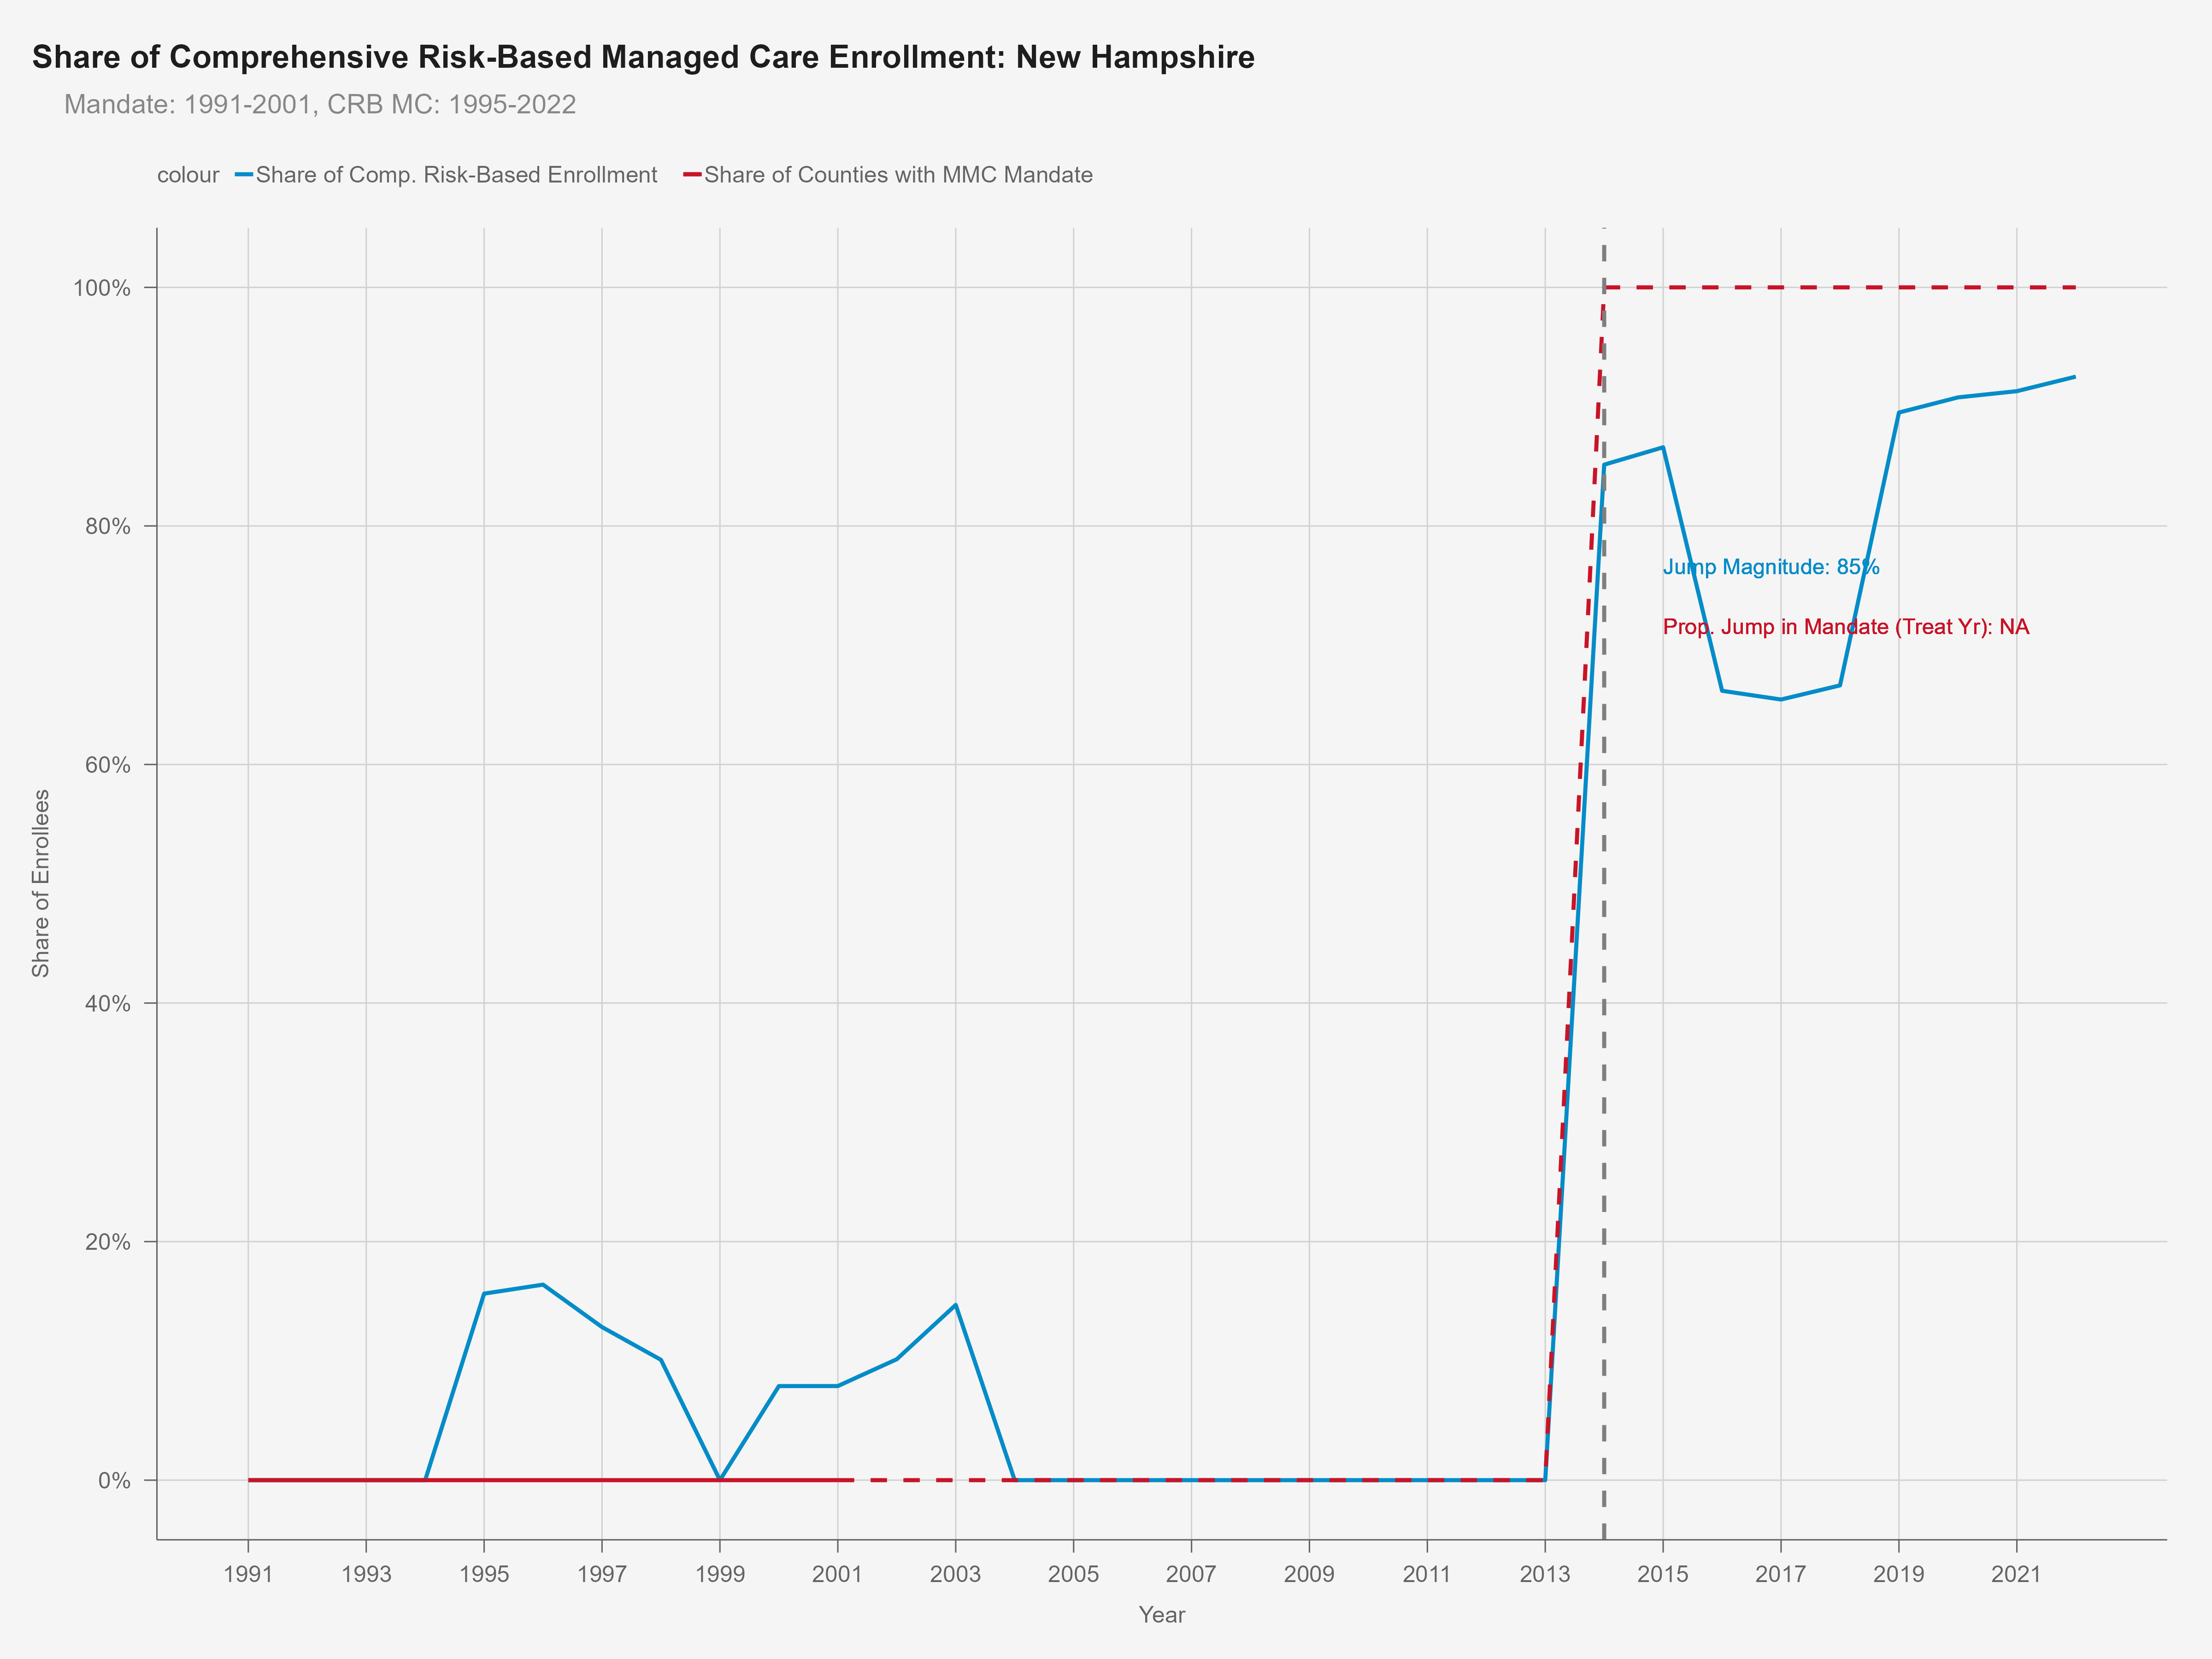 Share of Comprehensive Risk-Based Managed Care Enrollment: New Hampshire
Mandate: 1991-2001, CRB MC: 1995-2022
colour Share of Comp. Risk-Based Enrollment Share of Counties with MMC Mandate
100%
80%
60%
40%
20%
0%
Share of Enrollees
Jump Magnitude: 85%
Prop. Jump in Mandate (Treat Yr): NA
1991 1993 1995 1997 1999 2001 2003 2005 2007 2009 2011 2013 2015 2017 2019 2021
Year